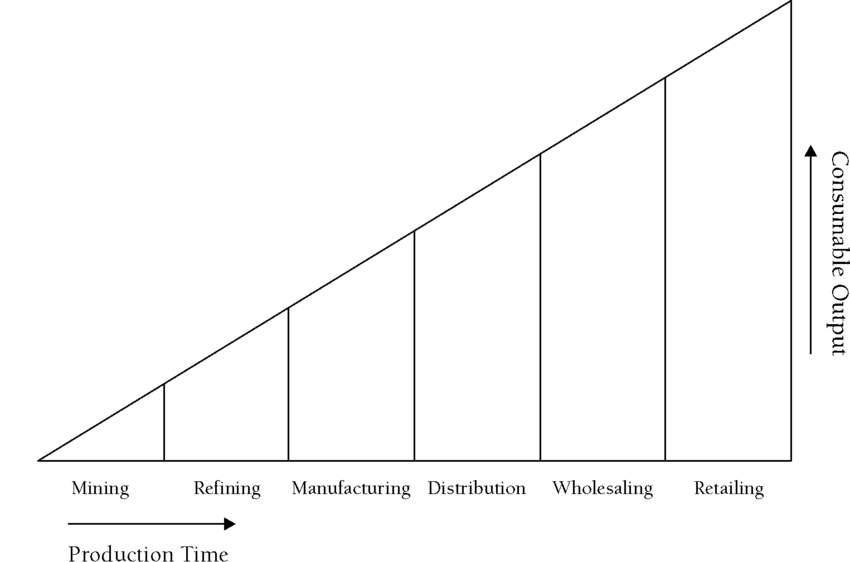 Consumable Output
Mining Refining Manufacturing Distribution Wholesaling Retailing
Production Time